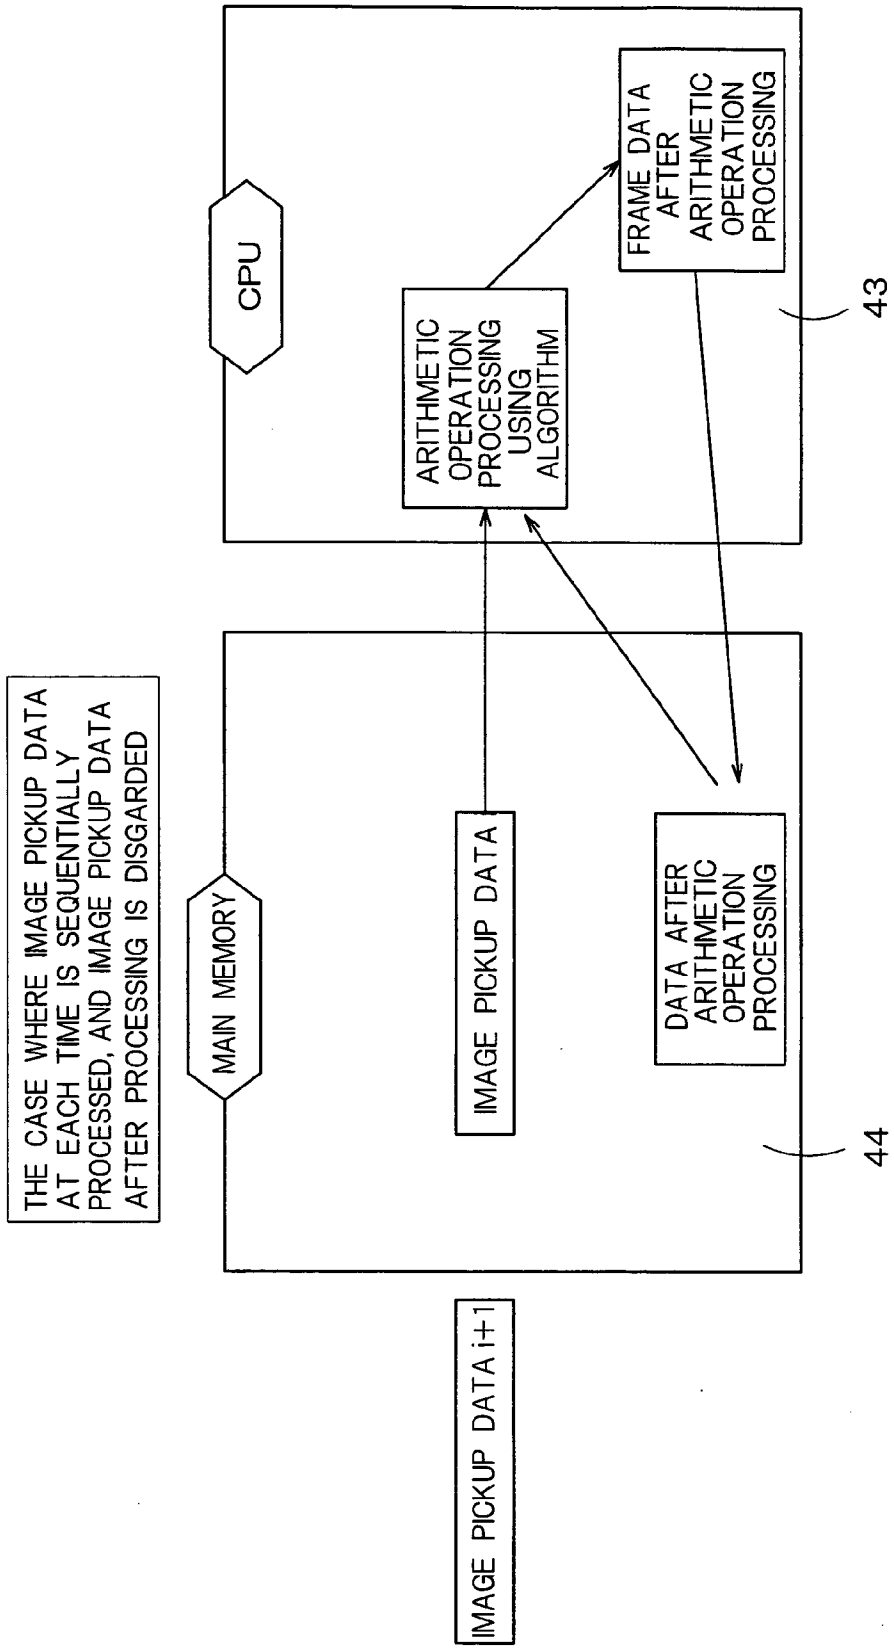 THE CASE WHERE IMAGE PICKUP DATA
AT EACH TIME IS SEQUENTIALLY
PROCESSED, AND IMAGE PICKUP DATA
AFTER PROCESSING IS DISGARDED
MAIN MEMORY
CPU
IMAGE PICKUP DATA i+1
IMAGE PICKUP DATA
ARITHMETIC
OPERATION
PROCESSING
USING
ALGORITHM
DATA AFTER
ARITHMETIC
OPERATION
PROCESSING
FRAME DATA
AFTER
ARITHMETIC
OPERATION
PROCESSING
44
43